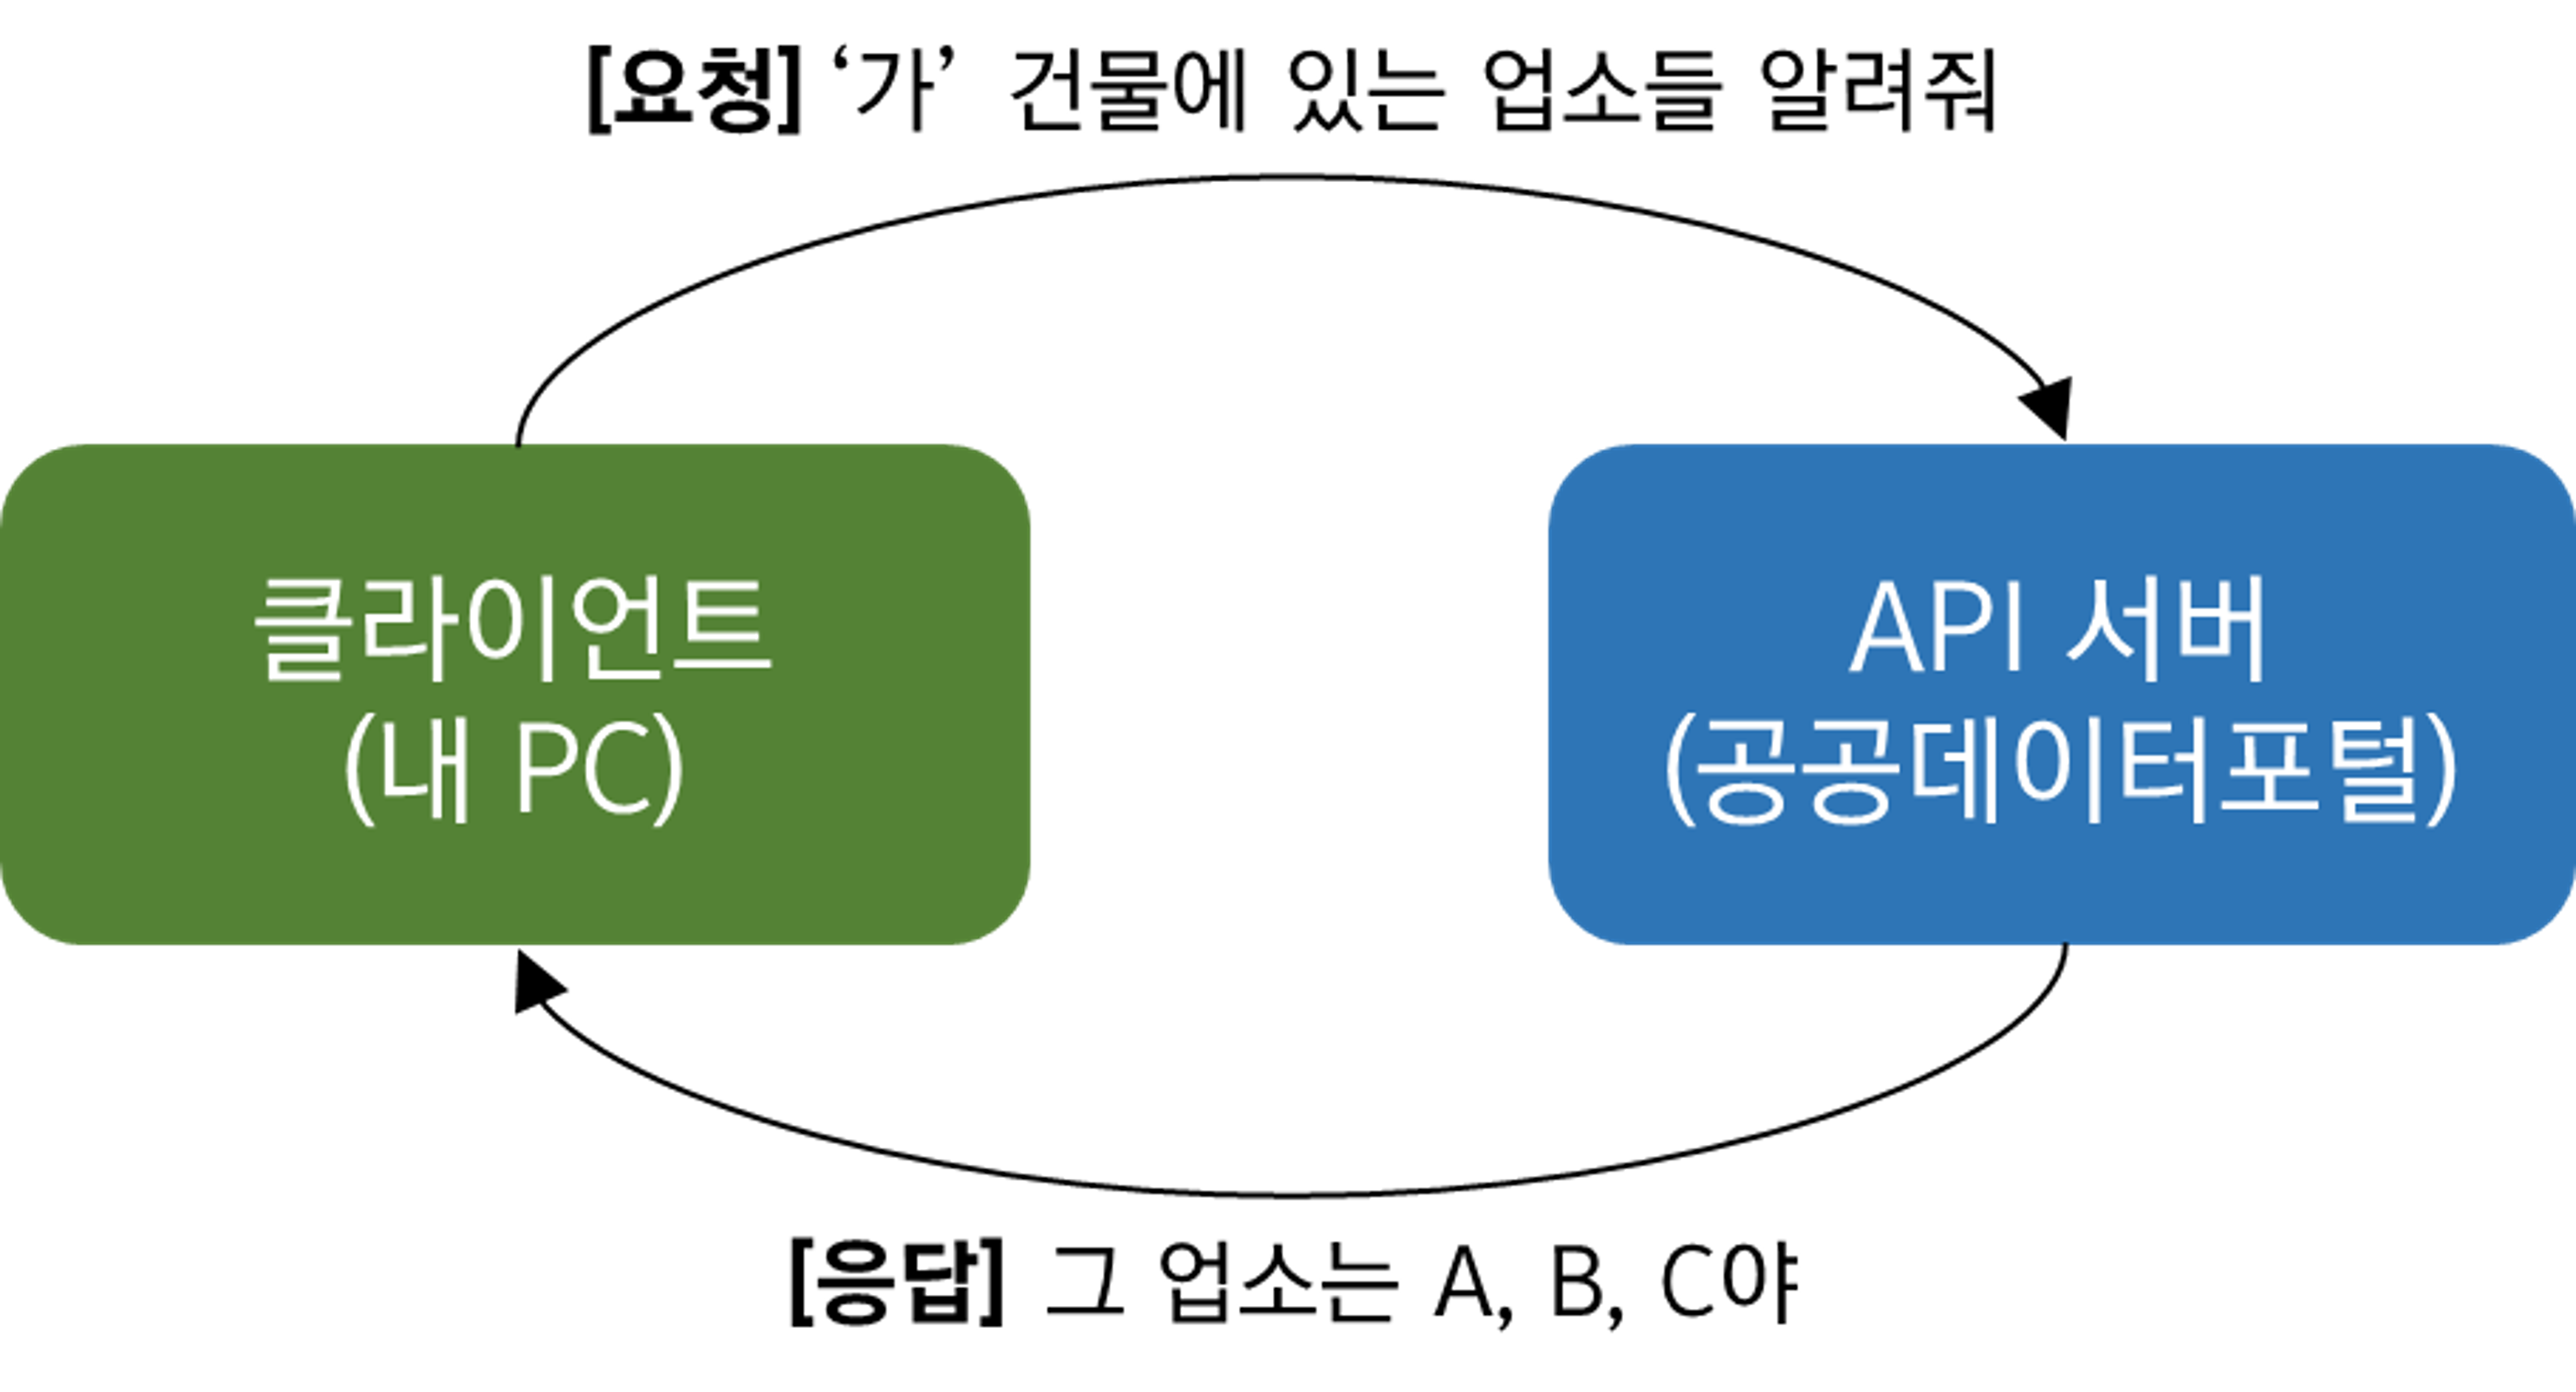 [요청] ‘가’ 건물에 있는 업소들 알려줘
클라이언트
(내 PC)
API 서버
(공공데이터포털)
[응답] 그 업소는 A, B, C야